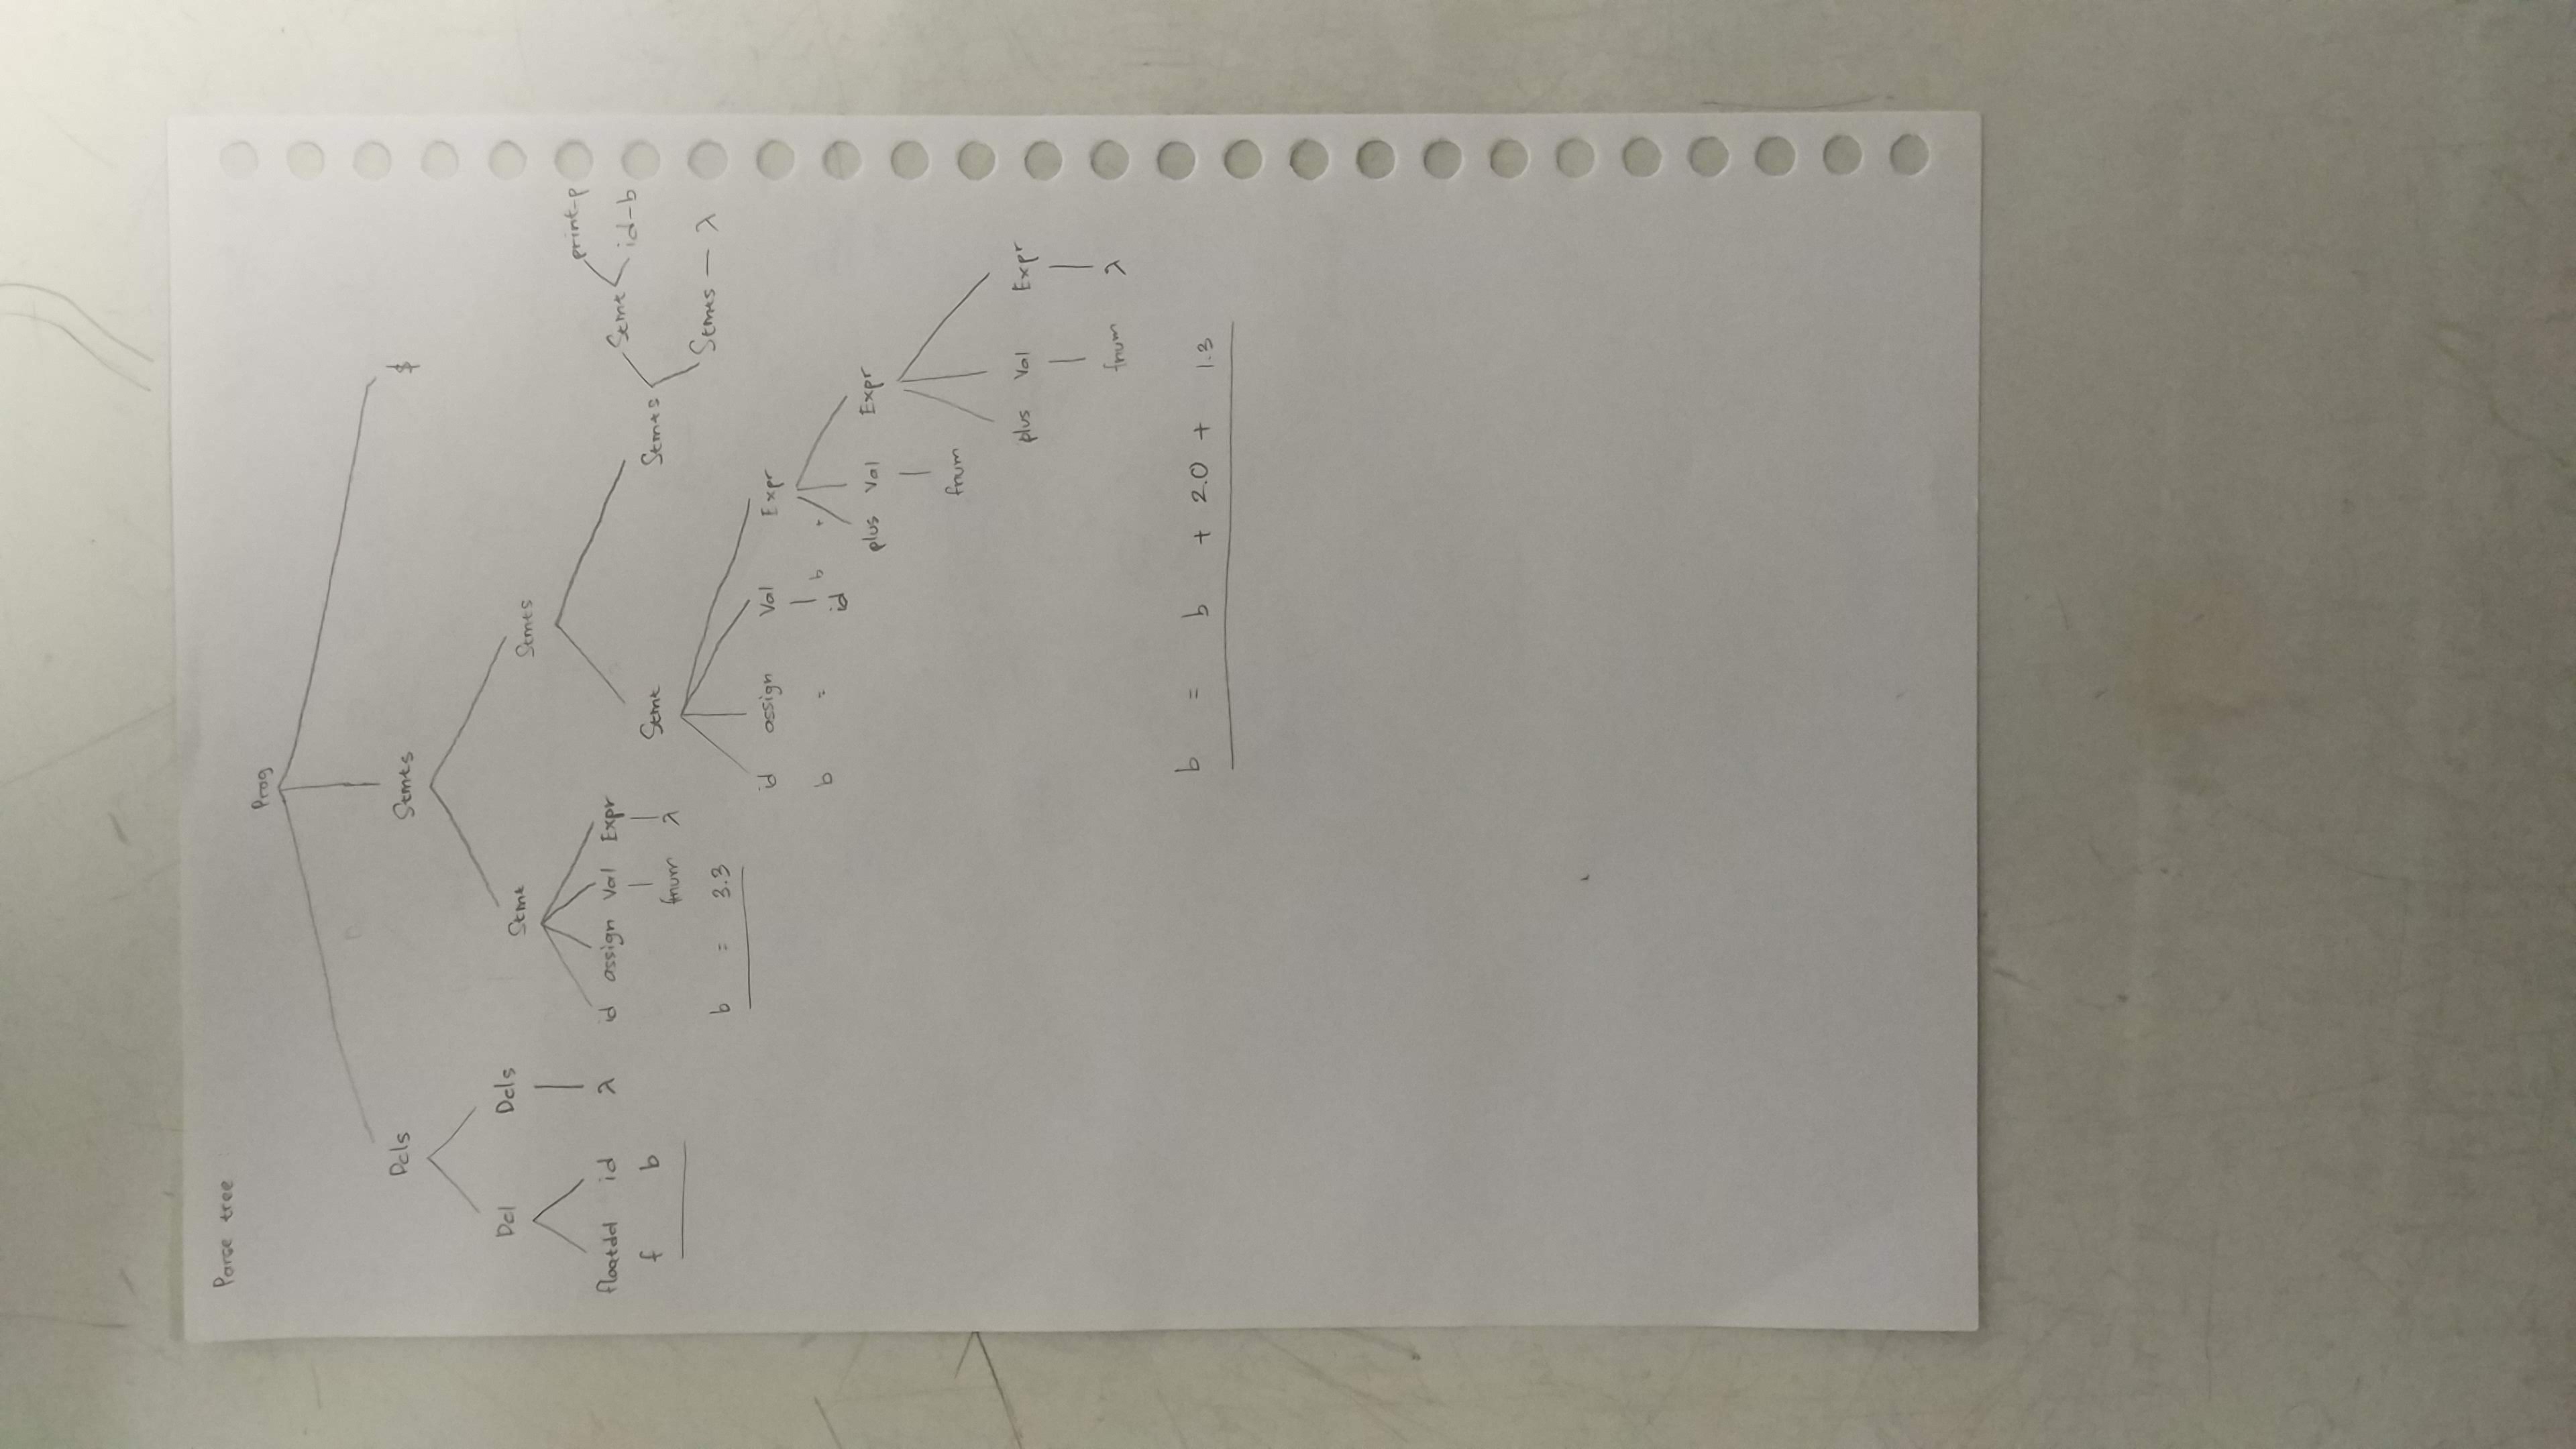 Parse tree
Prog
Dcls Stmts $
Dcl Dcls Stmt Stmts print-p
floatdcl id λ id assign Val Expr Stmt Stmts Stmt id-b
f b fnum λ Stmts — λ
b = 3.3
id assign Val Expr
b = id b +
plus Val Expr
fnum
plus Val Expr
fnum λ
b = b + 2.0 + 1.3